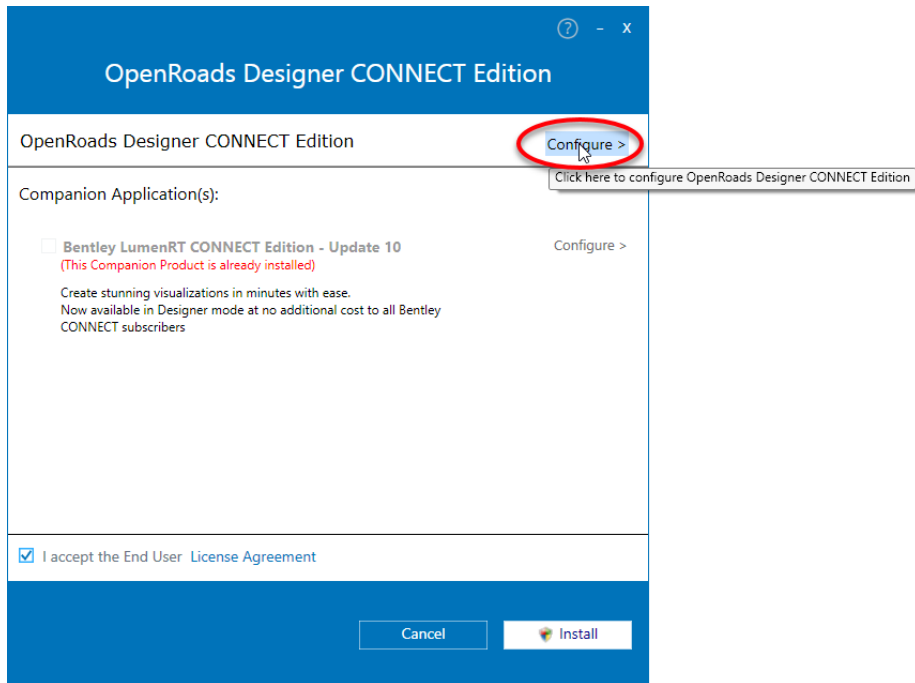 ? – X
OpenRoads Designer CONNECT Edition
OpenRoads Designer CONNECT Edition
Configure >
Click here to configure OpenRoads Designer CONNECT Edition
Companion Application(s):
Bentley LumenRT CONNECT Edition - Update 10
Configure >
(This Companion Product is already installed)
Create stunning visualizations in minutes with ease.
Now available in Designer mode at no additional cost to all Bentley
CONNECT subscribers
I accept the End User License Agreement
Cancel
Install